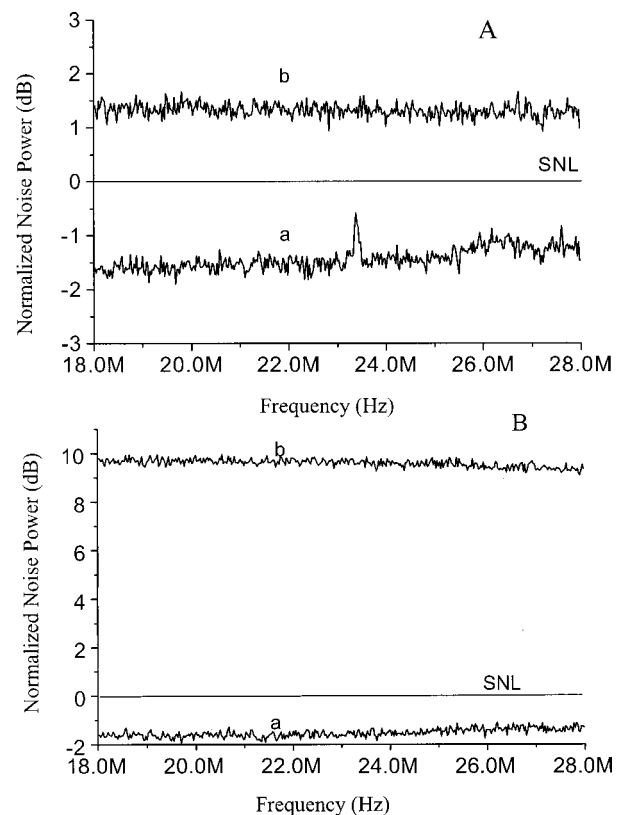 A
3
2
1
0
-1
-2
-3
Normalized Noise Power (dB)
b
SNL
a
18.0M 20.0M 22.0M 24.0M 26.0M 28.0M
Frequency (Hz)
B
10
8
6
4
2
0
-2
Normalized Noise Power (dB)
b
SNL
a
18.0M 20.0M 22.0M 24.0M 26.0M 28.0M
Frequency (Hz)